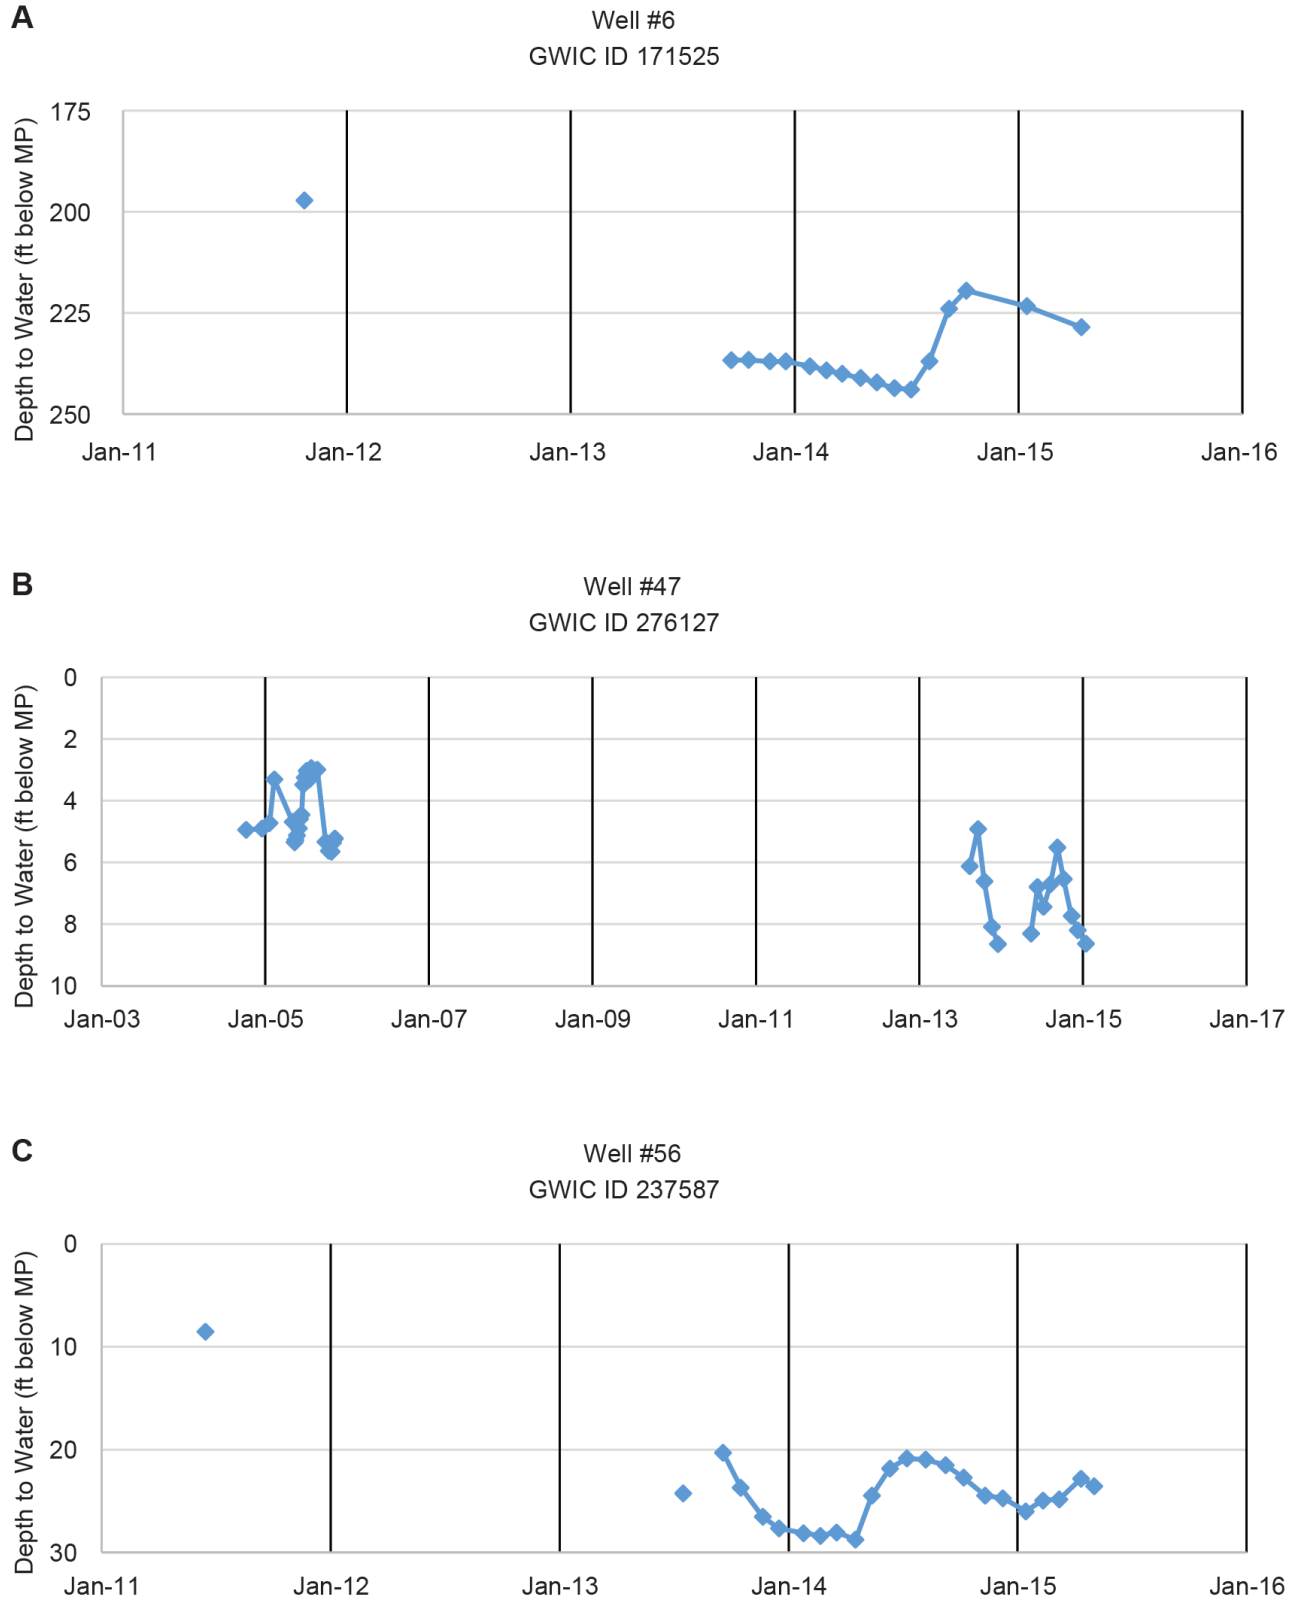 A
Well #6
GWIC ID 171525
Depth to Water (ft below MP)
175
200
225
250
Jan-11 Jan-12 Jan-13 Jan-14 Jan-15 Jan-16
B
Well #47
GWIC ID 276127
Depth to Water (ft below MP)
0
2
4
6
8
10
Jan-03 Jan-05 Jan-07 Jan-09 Jan-11 Jan-13 Jan-15 Jan-17
C
Well #56
GWIC ID 237587
Depth to Water (ft below MP)
0
10
20
30
Jan-11 Jan-12 Jan-13 Jan-14 Jan-15 Jan-16